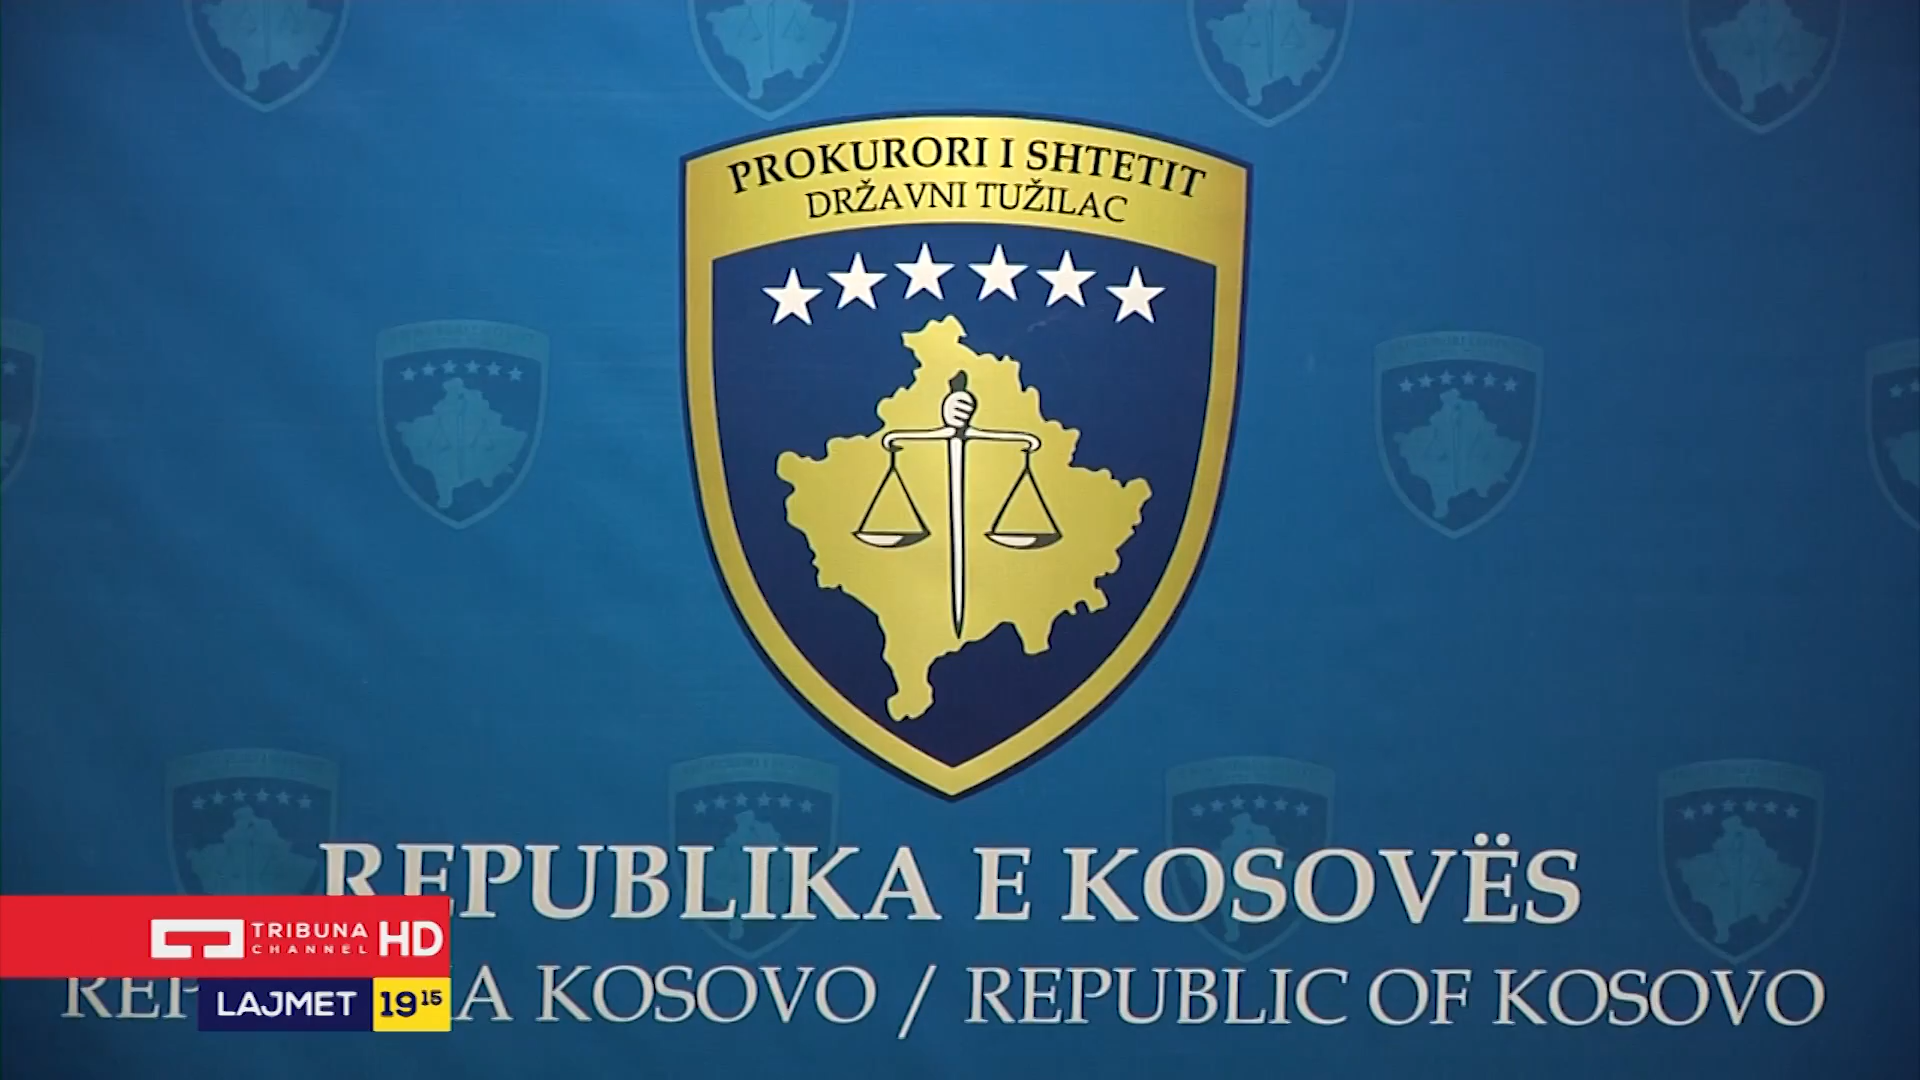 PROKURORI I SHTETIT
DRŽAVNI TUŽILAC
REPUBLIKA E KOSOVËS
KOSOVO / REPUBLIC OF KOSOVO
TRIBUNA
CHANNEL
HD
LAJMET 19 15